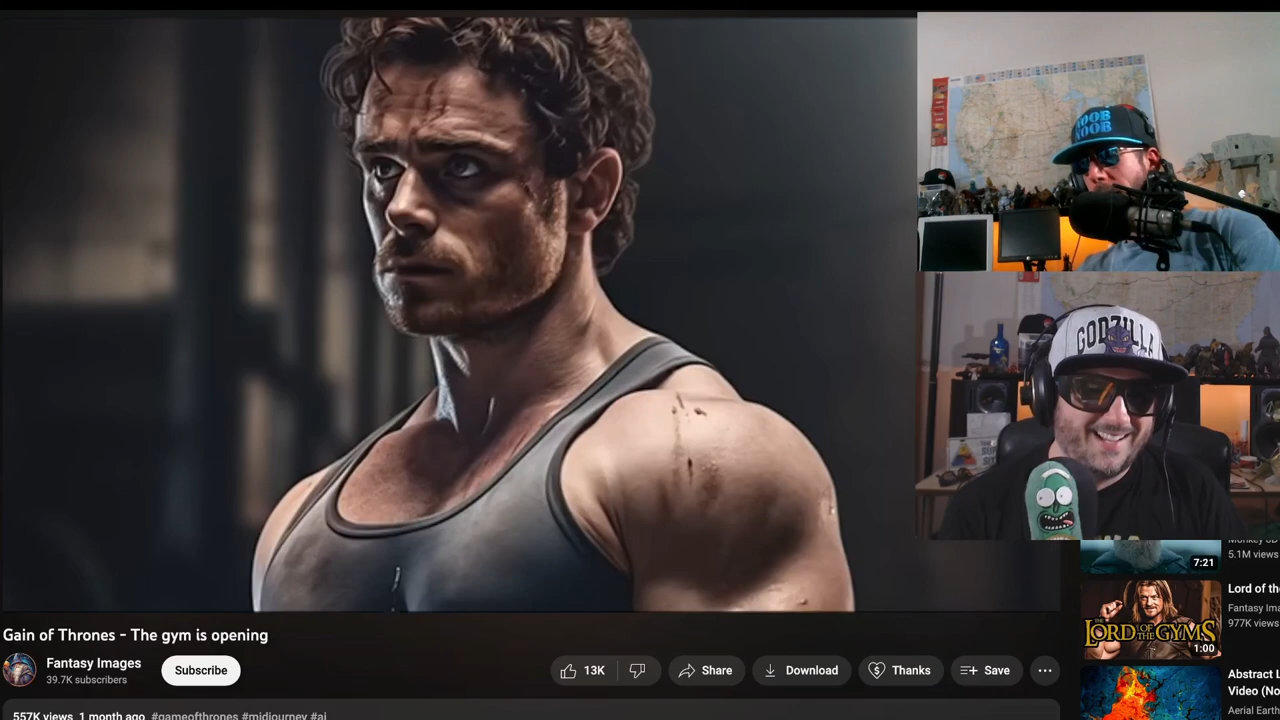 NOOB
NOOB
GODZILLA
7:21
5.1M views
Lord of the
Fantasy Ima
977K views
THE
LORD OF THE GYMS
1:00
Gain of Thrones - The gym is opening
Fantasy Images
39.7K subscribers
Subscribe
13K
Share
Download
Thanks
Save
Abstract L
Video (No
Aerial Earth
557K views 1 month ago #gameofthrones #midjourney #ai